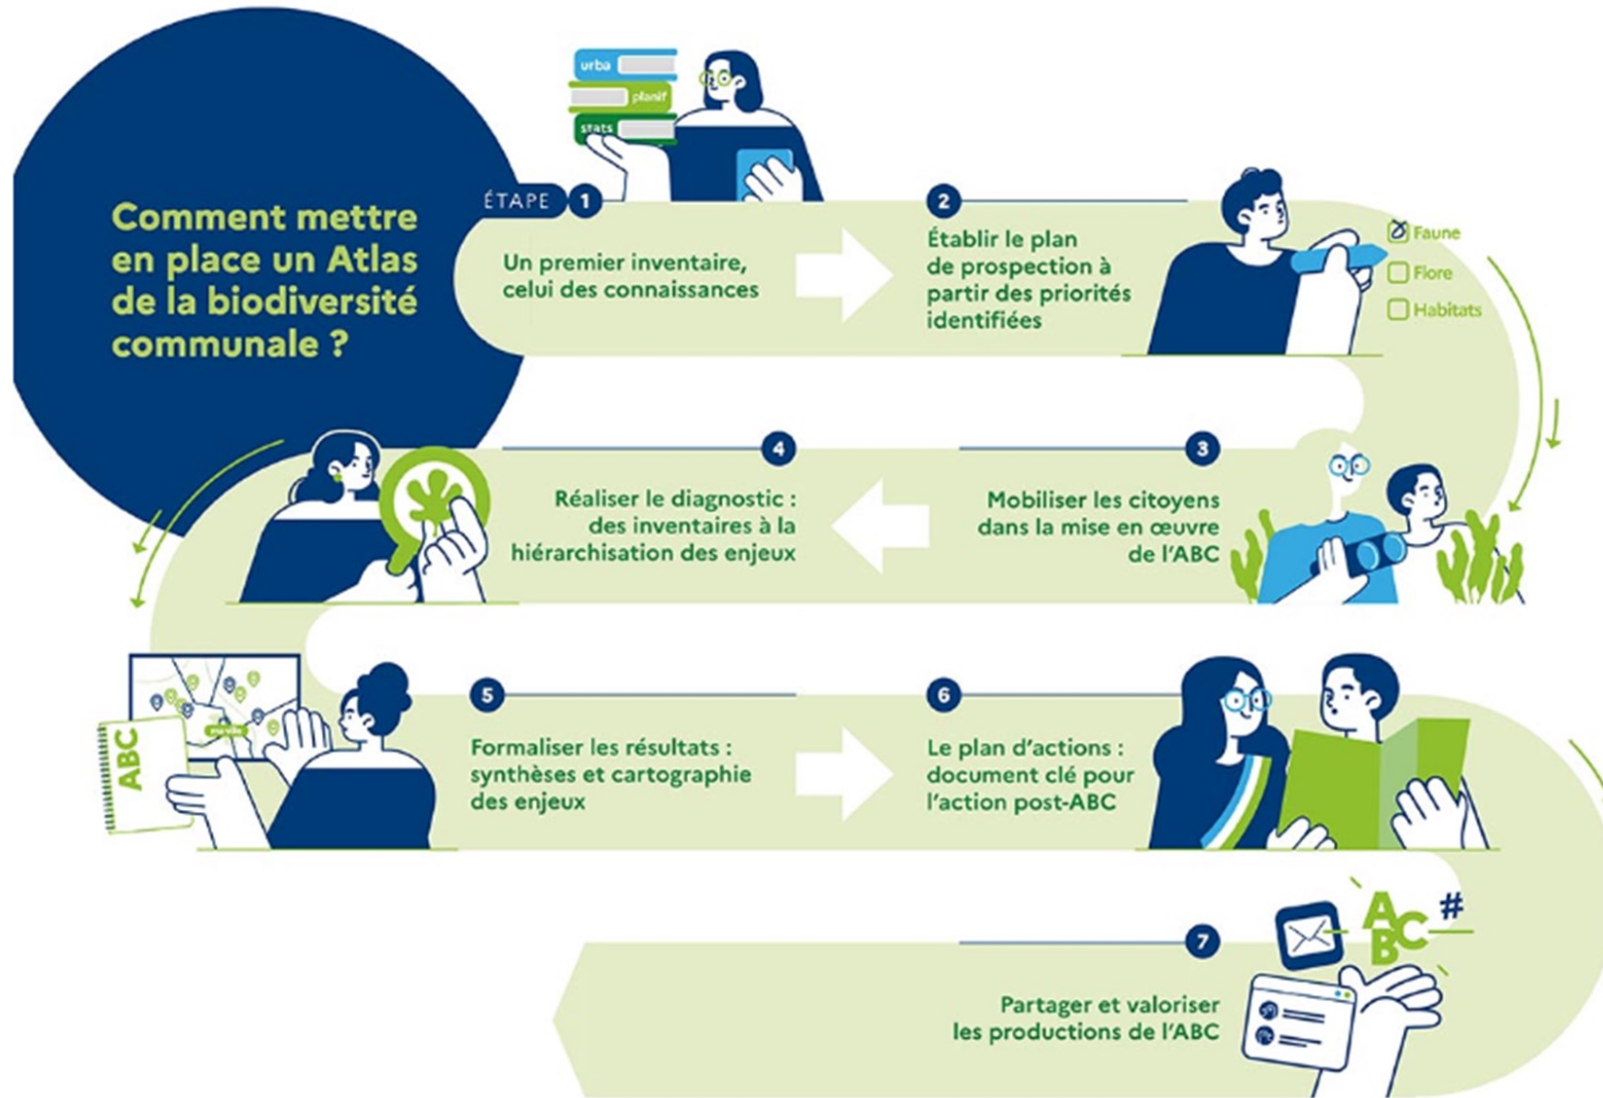 Comment mettre
en place un Atlas
de la biodiversité
communale ?
urba
planif
stats
ÉTAPE 1
Un premier inventaire,
celui des connaissances
2
Établir le plan
de prospection à
partir des priorités
identifiées
Faune
Flore
Habitats
3
Mobiliser les citoyens
dans la mise en œuvre
de l'ABC
4
Réaliser le diagnostic :
des inventaires à la
hiérarchisation des enjeux
ABC
5
Formaliser les résultats :
synthèses et cartographie
des enjeux
6
Le plan d'actions :
document clé pour
l'action post-ABC
7
Partager et valoriser
les productions de l'ABC
ABC #